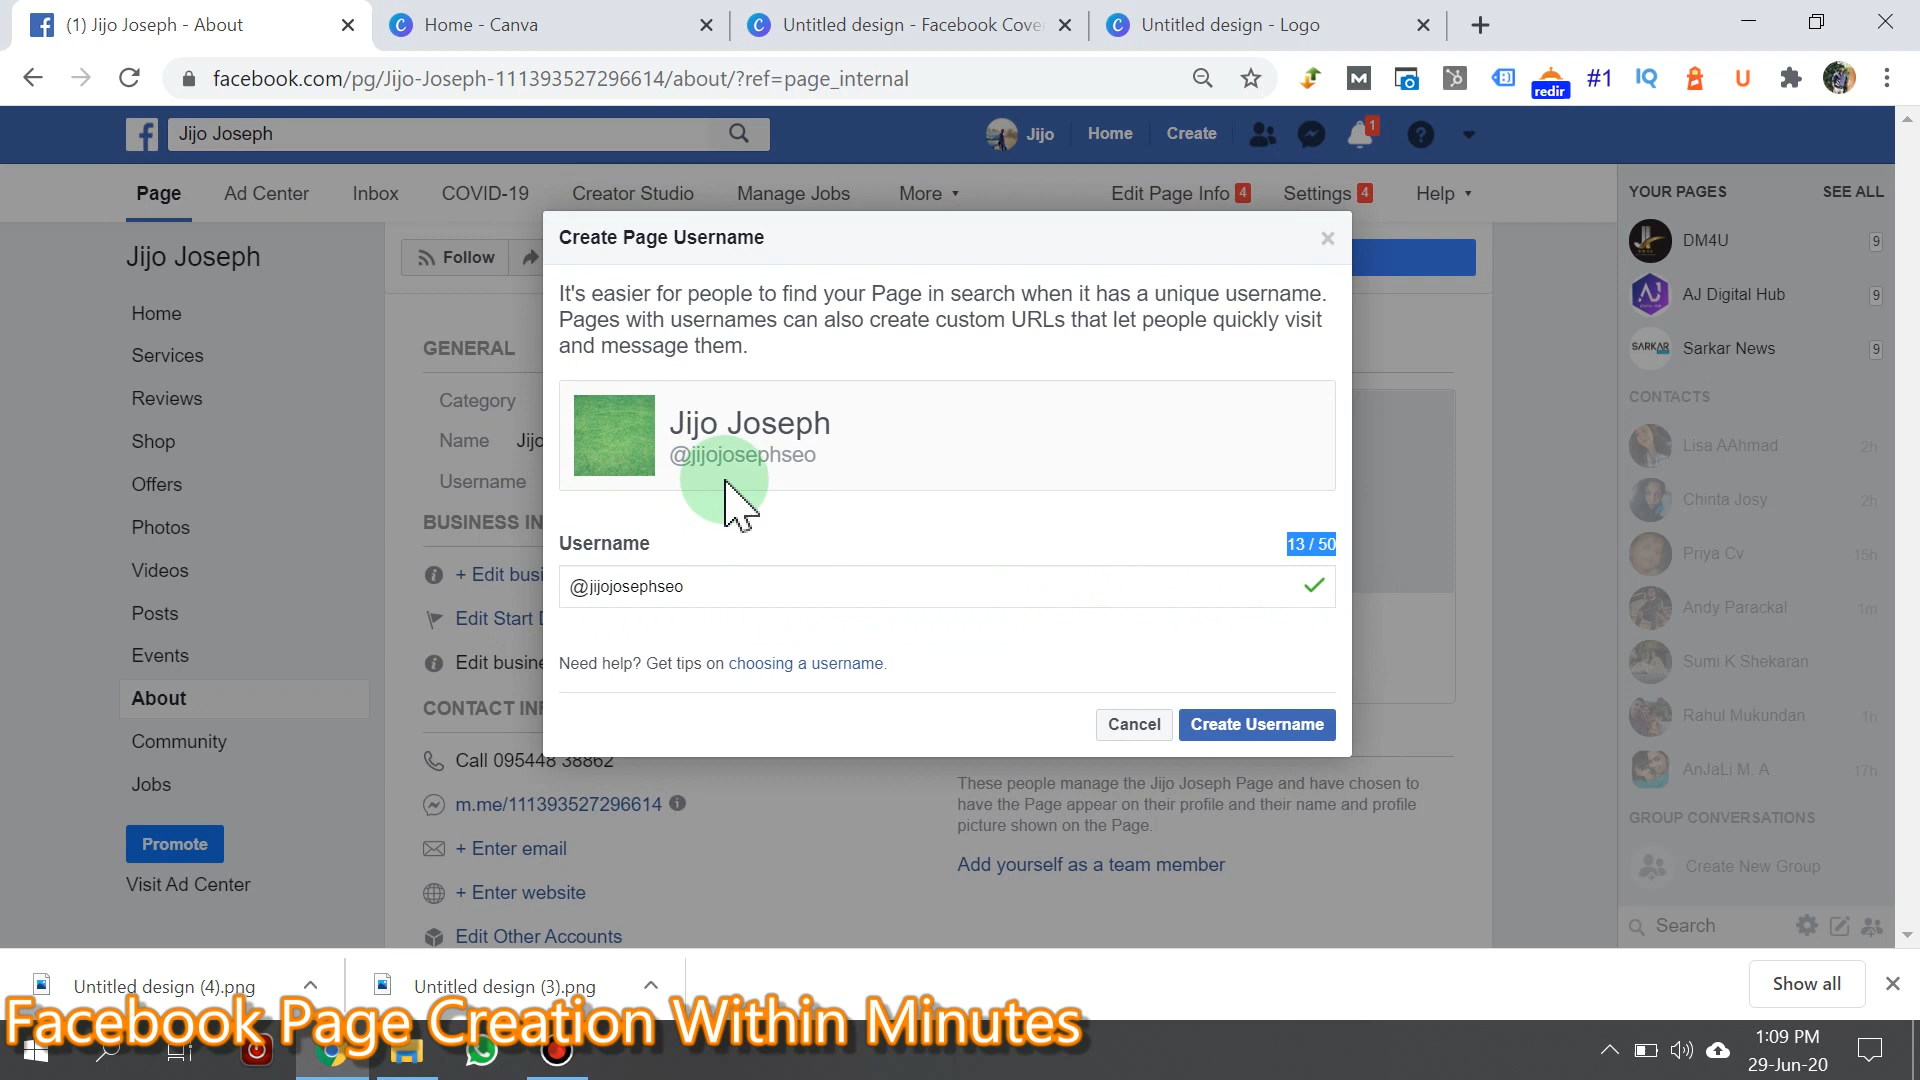 (1) Jijo Joseph - About
Home - Canva
Untitled design - Facebook Cove
Untitled design - Logo
facebook.com/pg/Jijo-Joseph-111393527296614/about/?ref=page_internal
redir
#1
IQ
U
Jijo Joseph
Jijo
Home
Create
1
Page
Ad Center
Inbox
COVID-19
Creator Studio
Manage Jobs
More
Edit Page Info 4
Settings 4
Help
Jijo Joseph
Home
Services
Reviews
Shop
Offers
Photos
Videos
Posts
Events
About
Community
Jobs
Promote
Visit Ad Center
Follow
GENERAL
Category
Name Jijo
Username
BUSINESS IN
+ Edit busi
Edit Start D
Edit busine
CONTACT INF
Call 095448 38862
m.me/111393527296614
+ Enter email
+ Enter website
Edit Other Accounts
Create Page Username
It's easier for people to find your Page in search when it has a unique username.
Pages with usernames can also create custom URLs that let people quickly visit
and message them.
Jijo Joseph
@jijojosephseo
Username
13 / 50
@jijojosephseo
Need help? Get tips on choosing a username.
Cancel
Create Username
These people manage the Jijo Joseph Page and have chosen to
have the Page appear on their profile and their name and profile
picture shown on the Page.
Add yourself as a team member
YOUR PAGES
SEE ALL
DM4U
9
AJ Digital Hub
9
SARKAR
Sarkar News
9
CONTACTS
Lisa AAhmad
2h
Chinta Josy
2h
Priya Cv
15h
Andy Parackal
1m
Sumi K Shekaran
Rahul Mukundan
1h
AnJaLi M. A
17h
GROUP CONVERSATIONS
Create New Group
Search
Untitled design (4).png
Untitled design (3).png
Show all
Facebook Page Creation Within Minutes
1:09 PM
29-Jun-20